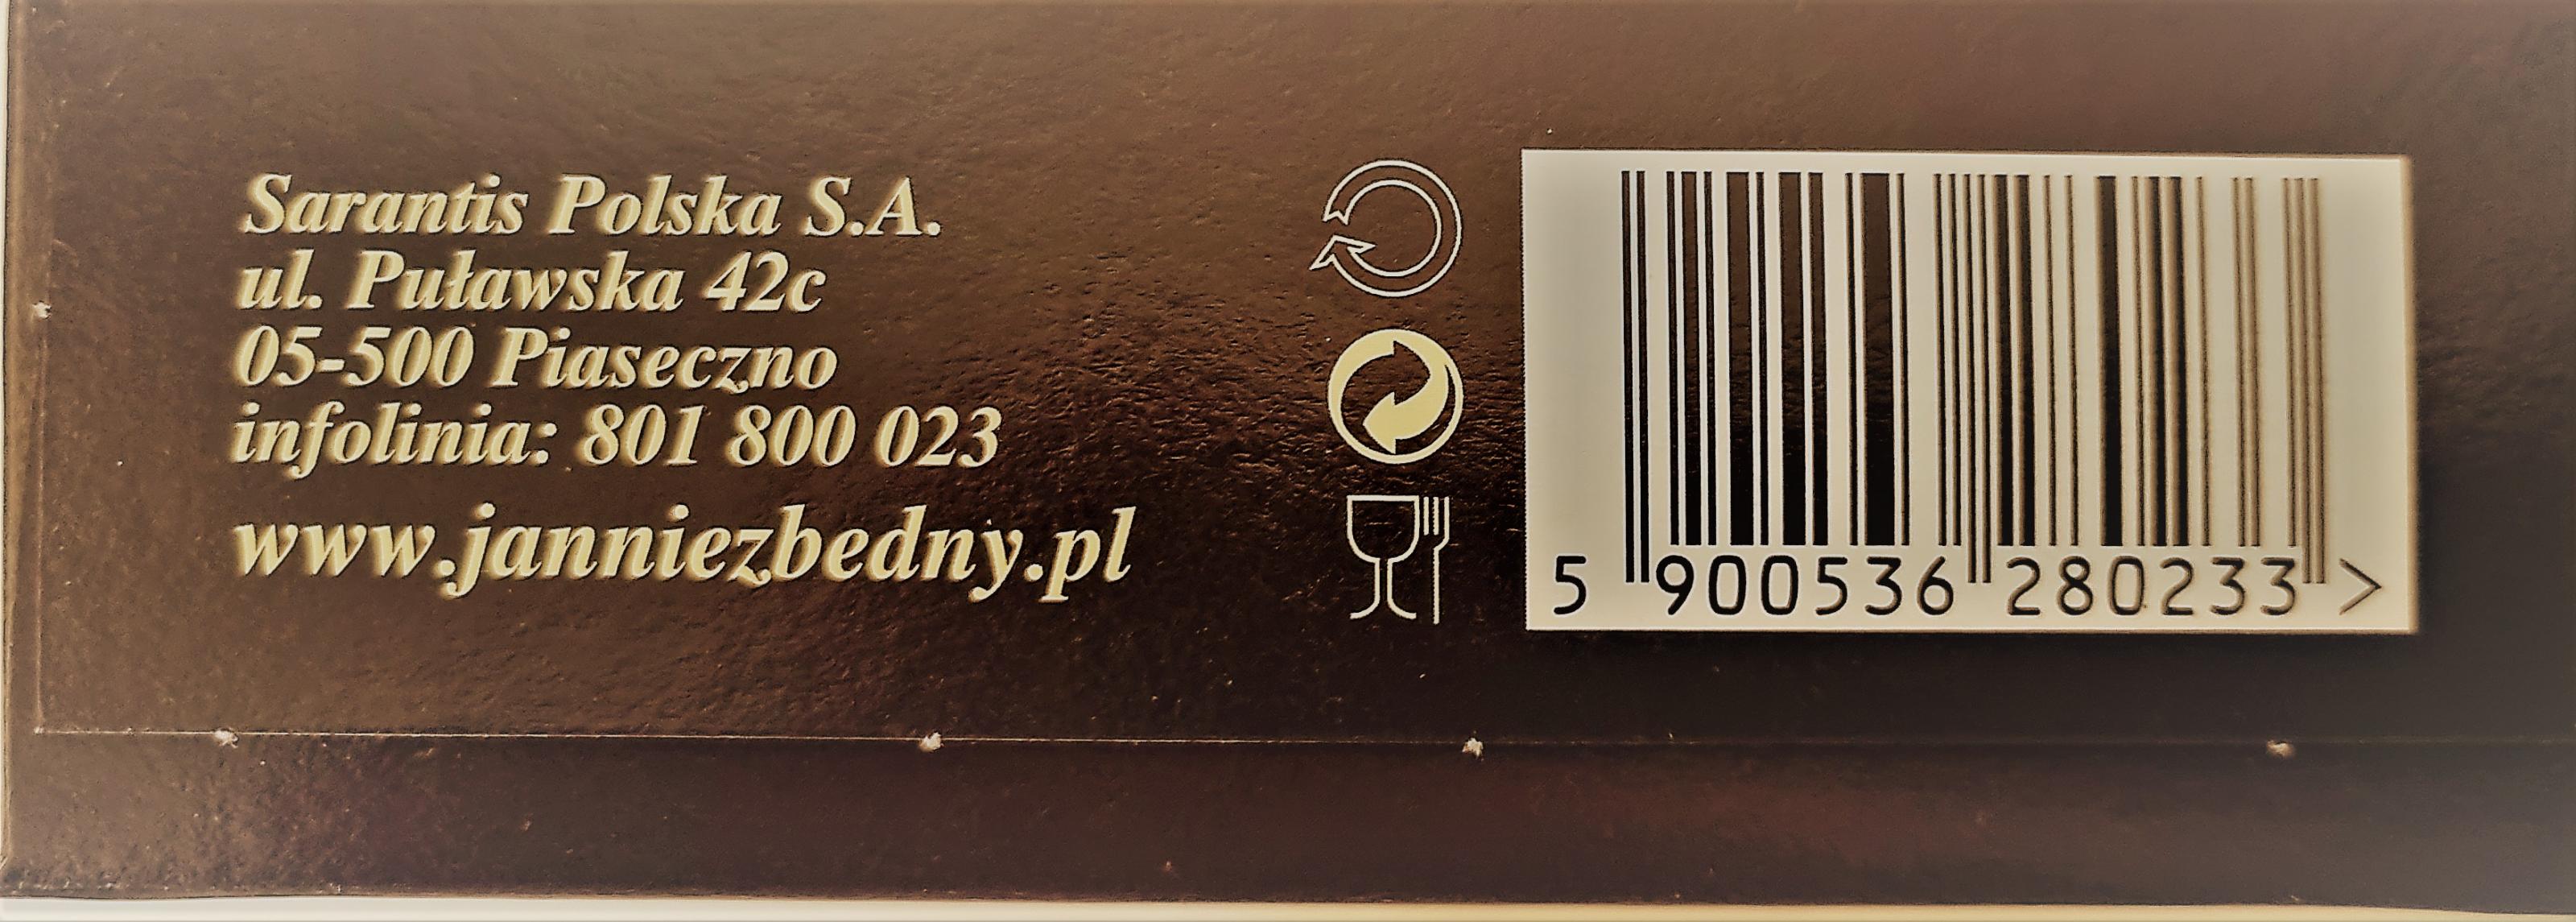 Sarantis Polska S.A.
ul. Puławska 42c
05-500 Piaseczno
infolinia: 801 800 023
www.janniezbedny.pl
5 900536 280233 >